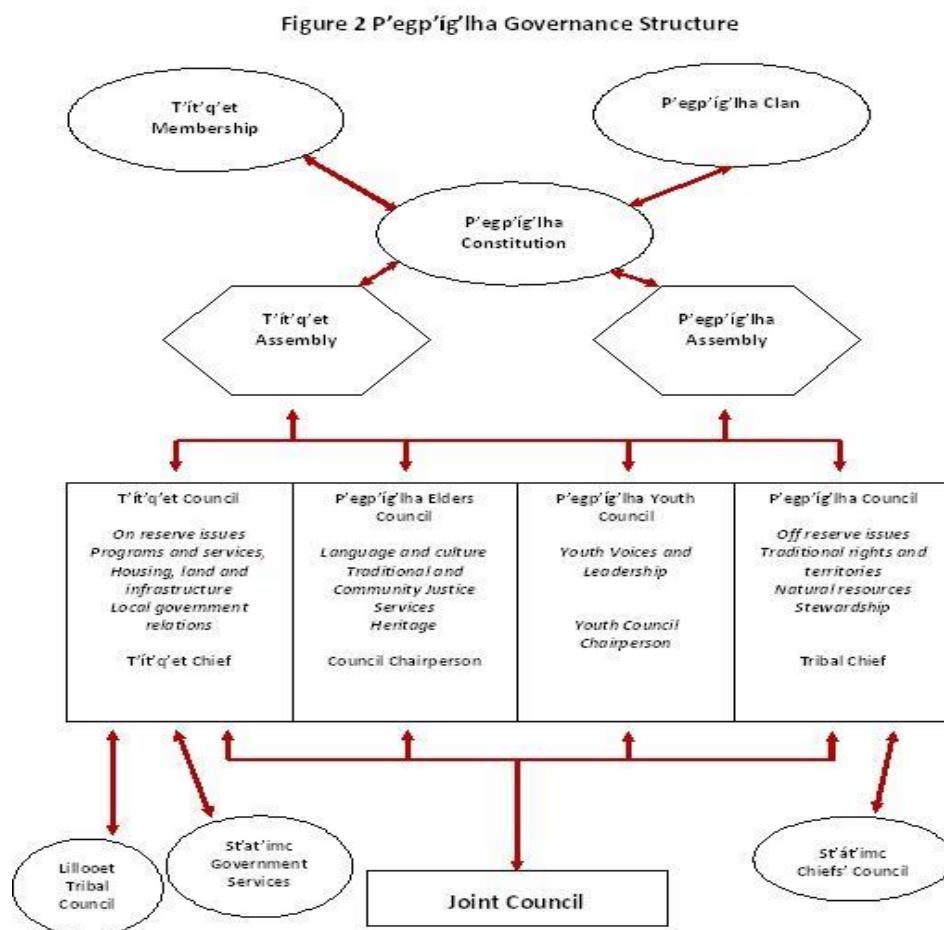 Figure 2 P'egp'íg'lha Governance Structure
T'ít'q'et
Membership
P'egp'íg'lha Clan
P'egp'íg'lha
Constitution
T'ít'q'et
Assembly
P'egp'íg'lha
Assembly
T'ít'q'et Council
On reserve issues
Programs and services,
Housing, land and
infrastructure
Local government
relations
T'ít'q'et Chief
P'egp'íg'lha Elders
Council
Language and culture
Traditional and
Community Justice
Services
Heritage
Council Chairperson
P'egp'íg'lha Youth
Council
Youth Voices and
Leadership
Youth Council
Chairperson
P'egp'íg'lha Council
Off reserve issues
Traditional rights and
territories
Natural resources
Stewardship
Tribal Chief
Lillooet
Tribal
Council
St'at'imc
Government
Services
Joint Council
St'át'imc
Chiefs' Council